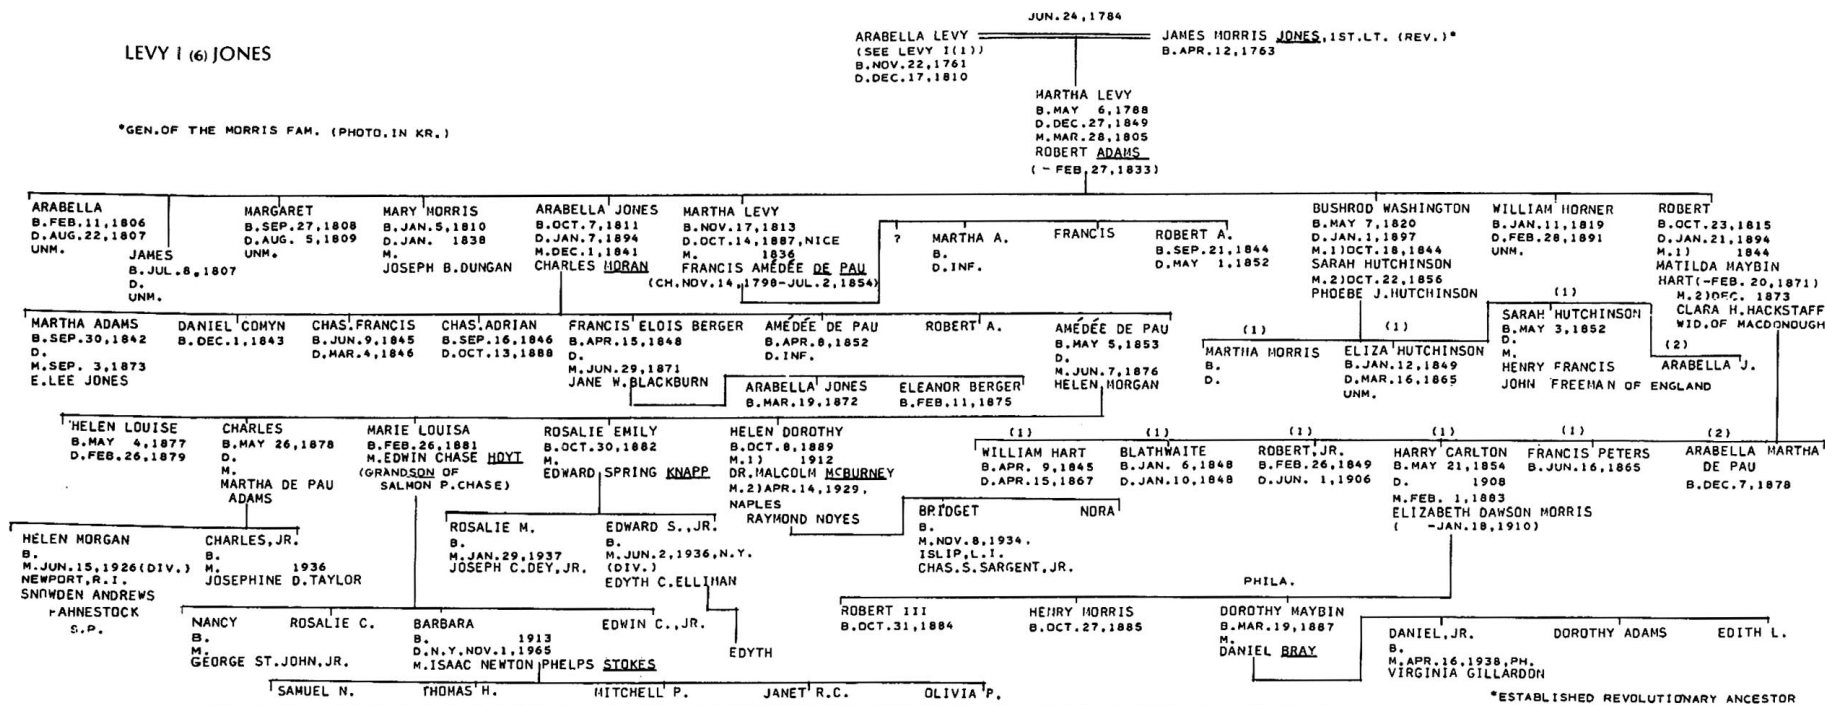 JUN.24,1784
LEVY I (6) JONES
ARABELLA LEVY
(SEE LEVY I(1))
B.NOV.22,1761
D.DEC.17,1810
JAMES MORRIS JONES,1ST.LT. (REV.)*
B.APR.12,1763
*GEN.OF THE MORRIS FAM. (PHOTO.IN KR.)
MARTHA LEVY
B.MAY 6,1788
D.DEC.27,1849
M.MAR.28,1805
ROBERT ADAMS
( - FEB.27,1833)
ARABELLA
B.FEB.11,1806
D.AUG.22,1807
UNM.
JAMES
B.JUL.8,1807
D.
UNM.
MARGARET
B.SEP.27,1808
D.AUG. 5,1809
UNM.
MARY MORRIS
B.JAN.5,1810
D.JAN. 1838
M.
JOSEPH B.DUNGAN
ARABELLA JONES
B.OCT.7,1811
D.JAN.7,1894
M.DEC.1,1841
CHARLES MORAN
MARTHA LEVY
B.NOV.17,1813
D.OCT.14,1887,NICE
M. 1836
FRANCIS AMÉDÉE DE PAU
(CH.NOV.14,1798-JUL.2,1854)
?
MARTHA A.
B.
D.INF.
FRANCIS
ROBERT A.
B.SEP.21,1844
D.MAY 1,1852
BUSHROD WASHINGTON
B.MAY 7,1820
D.JAN.1,1897
M.1)OCT.18,1844
SARAH HUTCHINSON
M.2)OCT.22,1856
PHOEBE J.HUTCHINSON
WILLIAM HORNER
B.JAN.11,1819
D.FEB.28,1891
UNM.
ROBERT
B.OCT.23,1815
D.JAN.21,1894
M.1) 1844
MATILDA MAYBIN
HART(-FEB.20,1871)
M.2)DEC. 1873
CLARA H.HACKSTAFF
WID.OF MACDONOUGH
MARTHA ADAMS
B.SEP.30,1842
D.
M.SEP. 3,1873
E.LEE JONES
DANIEL COMYN
B.DEC.1,1843
CHAS.FRANCIS
B.JUN.9,1845
D.MAR.4,1846
CHAS.ADRIAN
B.SEP.16,1846
D.OCT.13,1888
FRANCIS ELOIS BERGER
B.APR.15,1848
D.
M.JUN.29,1871
JANE W.BLACKBURN
AMÉDÉE DE PAU
B.APR.8,1852
D.INF.
ROBERT A.
AMÉDÉE DE PAU
B.MAY 5,1853
D.
M.JUN.7,1876
HELEN MORGAN
ARABELLA JONES
B.MAR.19,1872
ELEANOR BERGER
B.FEB.11,1875
(1)
MARTHA MORRIS
B.
D.
(1)
ELIZA HUTCHINSON
B.JAN.12,1849
D.MAR.16,1865
UNM.
(1)
SARAH HUTCHINSON
B.MAY 3,1852
D.
M.
HENRY FRANCIS
JOHN FREEMAN OF ENGLAND
(2)
ARABELLA J.
HELEN LOUISE
B.MAY 4,1877
D.FEB.26,1879
CHARLES
B.MAY 26,1878
D.
M.
MARTHA DE PAU
ADAMS
MARIE LOUISA
B.FEB.26,1881
M.EDWIN CHASE HOYT
(GRANDSON OF
SALMON P.CHASE)
ROSALIE EMILY
B.OCT.30,1882
M.
EDWARD SPRING KNAPP
HELEN DOROTHY
B.OCT.8,1889
M.1) 1912
DR.MALCOLM MCBURNEY
M.2)APR.14,1929,
NAPLES
RAYMOND NOYES
(1)
WILLIAM HART
B.APR. 9,1845
D.APR.15,1867
(1)
BLATHWAITE
B.JAN. 6,1848
D.JAN.10,1848
(1)
ROBERT,JR.
B.FEB.26,1849
D.JUN. 1,1906
(1)
HARRY CARLTON
B.MAY 21,1854
D. 1908
M.FEB. 1,1883
ELIZABETH DAWSON MORRIS
( -JAN.18,1910)
(1)
FRANCIS PETERS
B.JUN.16,1865
(2)
ARABELLA MARTHA
DE PAU
B.DEC.7,1878
HELEN MORGAN
B.
M.JUN.15,1926(DIV.)
NEWPORT,R.I.
SNOWDEN ANDREWS
FAHNESTOCK
S.P.
CHARLES,JR.
B.
M. 1936
JOSEPHINE D.TAYLOR
ROSALIE M.
B.
M.JAN.29,1937
JOSEPH C.DEY,JR.
EDWARD S.,JR.
B.
M.JUN.2,1936,N.Y.
(DIV.)
EDYTH C.ELLIMAN
BRIDGET
B.
M.NOV.8,1934.
ISLIP,L.I.
CHAS.S.SARGENT,JR.
NORA
PHILA.
NANCY
B.
M.
GEORGE ST.JOHN,JR.
ROSALIE C.
BARBARA
B. 1913
D.N.Y.NOV.1,1965
M.ISAAC NEWTON PHELPS STOKES
EDWIN C.,JR.
EDYTH
ROBERT III
B.OCT.31,1884
HENRY MORRIS
B.OCT.27,1885
DOROTHY MAYBIN
B.MAR.19,1887
M.
DANIEL BRAY
DANIEL,JR.
B.
M.APR.16,1938,PH.
VIRGINIA GILLARDON
DOROTHY ADAMS
EDITH L.
SAMUEL N.
THOMAS H.
MITCHELL P.
JANET R.C.
OLIVIA P.
*ESTABLISHED REVOLUTIONARY ANCESTOR